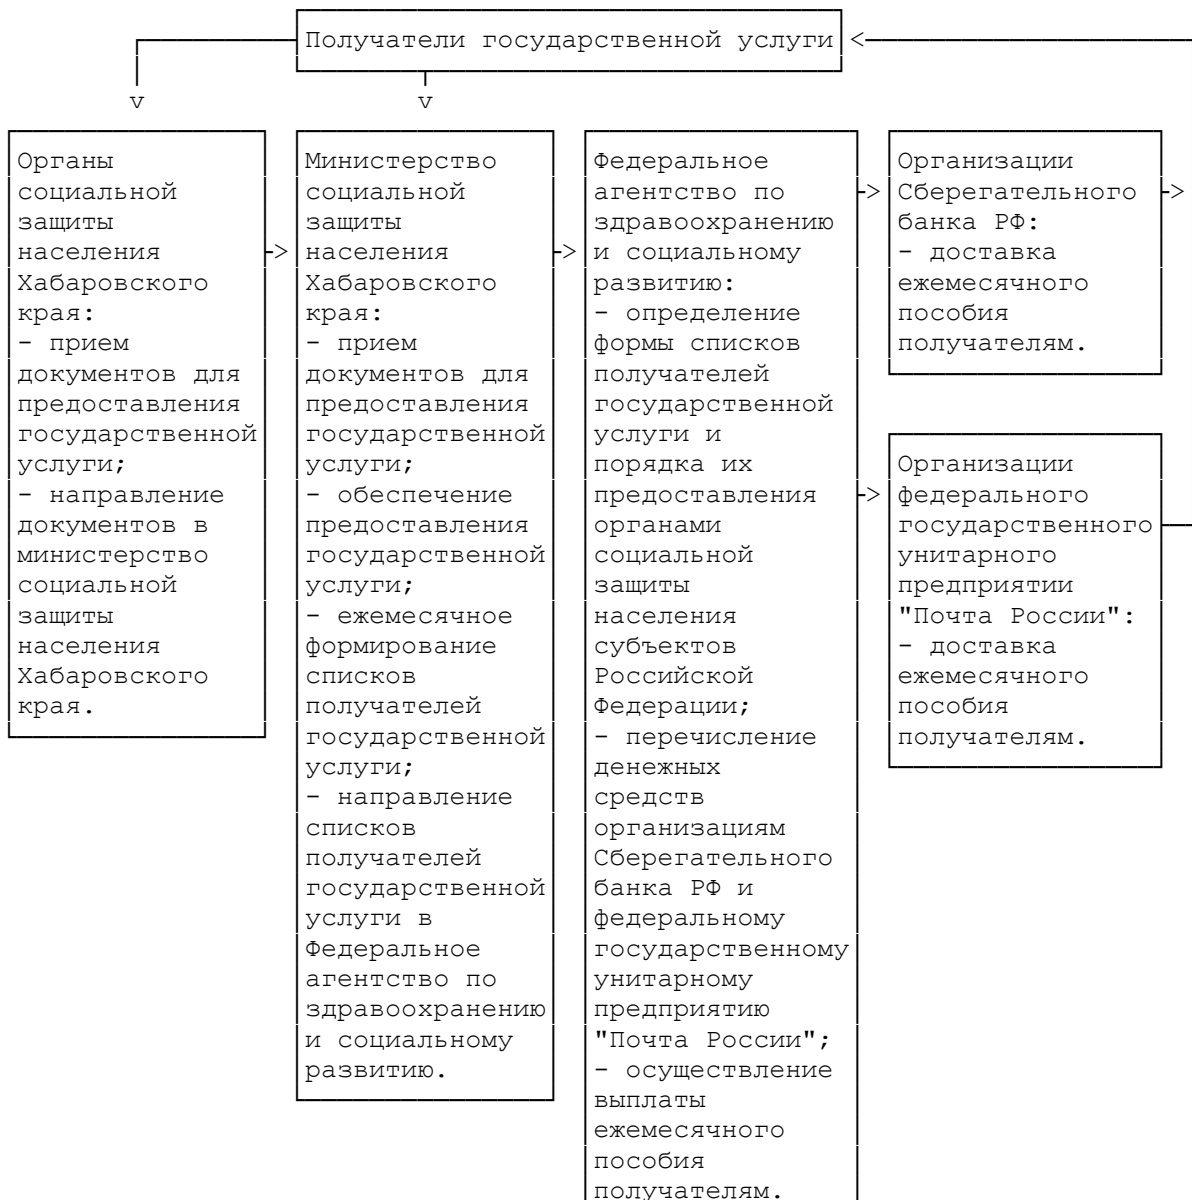 Получатели государственной услуги
Органы
социальной
защиты
населения
Хабаровского
края:
- прием
документов для
предоставления
государственной
услуги;
- направление
документов в
министерство
социальной
защиты
населения
Хабаровского
края.
Министерство
социальной
защиты
населения
Хабаровского
края:
- прием
документов для
предоставления
государственной
услуги;
- обеспечение
предоставления
государственной
услуги;
- ежемесячное
формирование
списков
получателей
государственной
услуги;
- направление
списков
получателей
государственной
услуги в
Федеральное
агентство по
здравоохранению
и социальному
развитию.
Федеральное
агентство по
здравоохранению
и социальному
развитию:
- определение
формы списков
получателей
государственной
услуги и
порядка их
предоставления
органами
социальной
защиты
населения
субъектов
Российской
Федерации;
- перечисление
денежных
средств
организациям
Сберегательного
банка РФ и
федеральному
государственному
унитарному
предприятию
"Почта России";
- осуществление
выплаты
ежемесячного
пособия
получателям.
Организации
Сберегательного
банка РФ:
- доставка
ежемесячного
пособия
получателям.
Организации
федерального
государственного
унитарного
предприятии
"Почта России":
- доставка
ежемесячного
пособия
получателям.